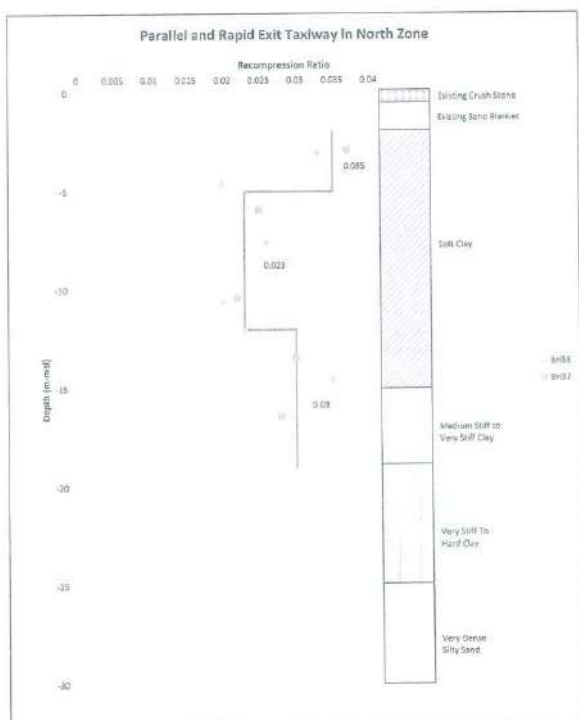 Parallel and Rapid Exit Taxiway in North Zone
Recompression Ratio
0 0.005 0.01 0.015 0.02 0.025 0.03 0.035 0.04
0
-5
-10
-15
-20
-25
-30
Depth (m-msl)
0.035
0.023
0.03
Existing Crush Stone
Existing Sand Blanket
Soft Clay
Medium Stiff to
Very Stiff Clay
Very Stiff To
Hard Clay
Very Dense
Silty Sand